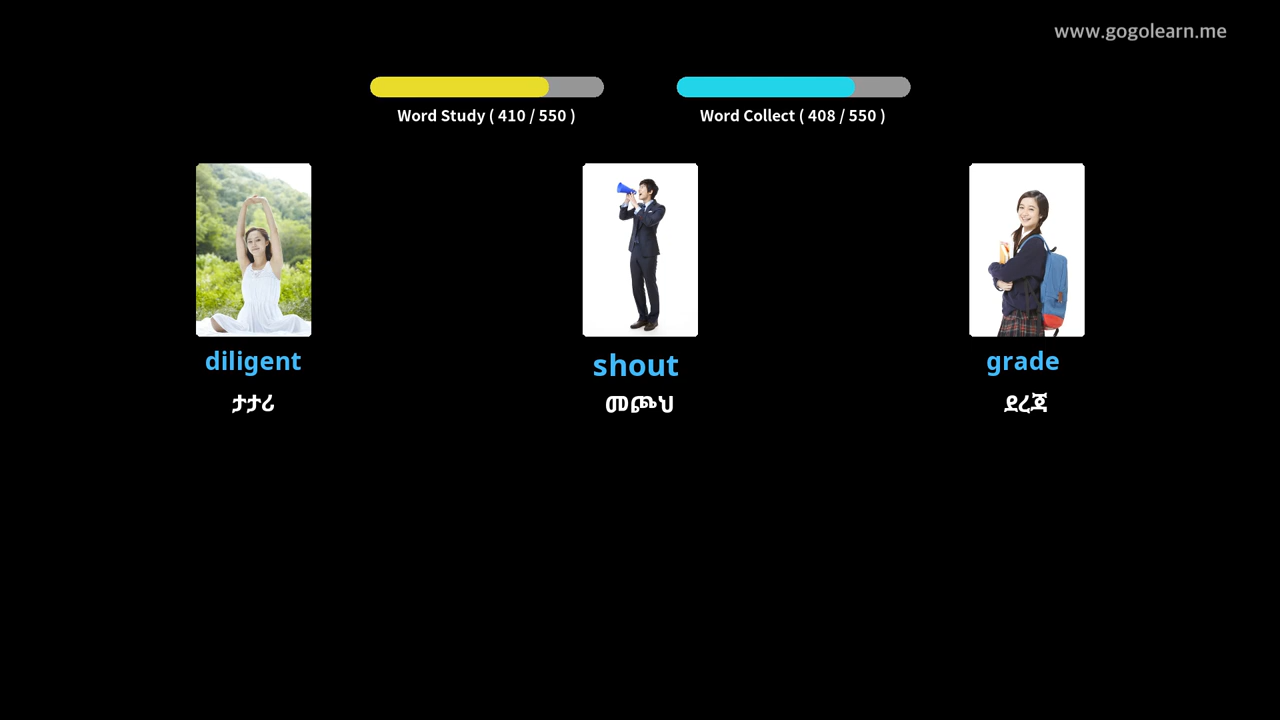 www.gogolearn.me
Word Study ( 410 / 550 )
Word Collect ( 408 / 550 )
diligent
ታታሪ
shout
መጮህ
grade
ደረጃ